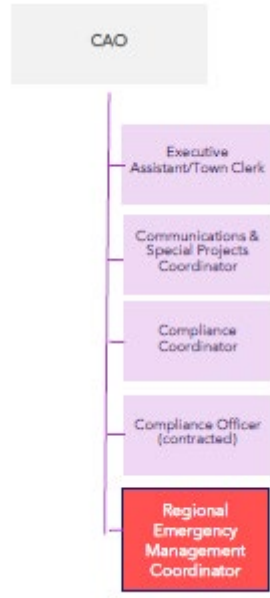 CAO
Executive
Assistant/Town Clerk
Communications &
Special Projects
Coordinator
Compliance
Coordinator
Compliance Officer
(contracted)
Regional
Emergency
Management
Coordinator